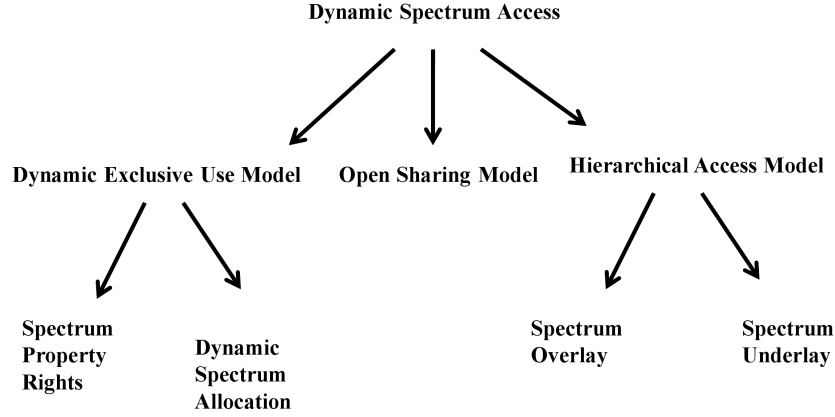 Dynamic Spectrum Access
Dynamic Exclusive Use Model
Open Sharing Model
Hierarchical Access Model
Spectrum
Property
Rights
Dynamic
Spectrum
Allocation
Spectrum
Overlay
Spectrum
Underlay